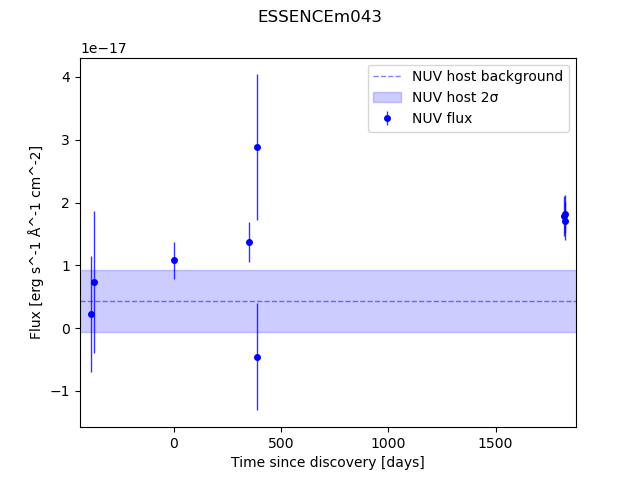 ESSENCEm043
1e−17
NUV host background
NUV host 2σ
NUV flux
4
3
2
1
0
−1
Flux [erg s^-1 Å^-1 cm^-2]
0 500 1000 1500
Time since discovery [days]